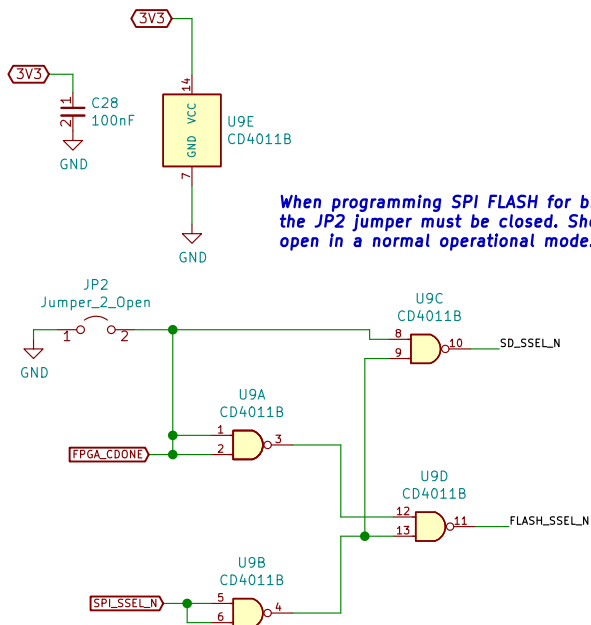 3V3
3V3
14
1
C28
VCC
U9E
100nF
CD4011B
2
GND
GND
7
When programming SPI FLASH for
the JP2 jumper must be closed.
open in a normal operational mode.
GND
JP2
Jumper_2_Open
U9C
CD4011B
1
2
8
10
SD_SSEL_N
9
GND
U9A
CD4011B
1
3
FPGA_CDONE
2
U9D
CD4011B
12
11
FLASH_SSEL_N
13
U9B
CD4011B
SPI_SSEL_N
5
4
6